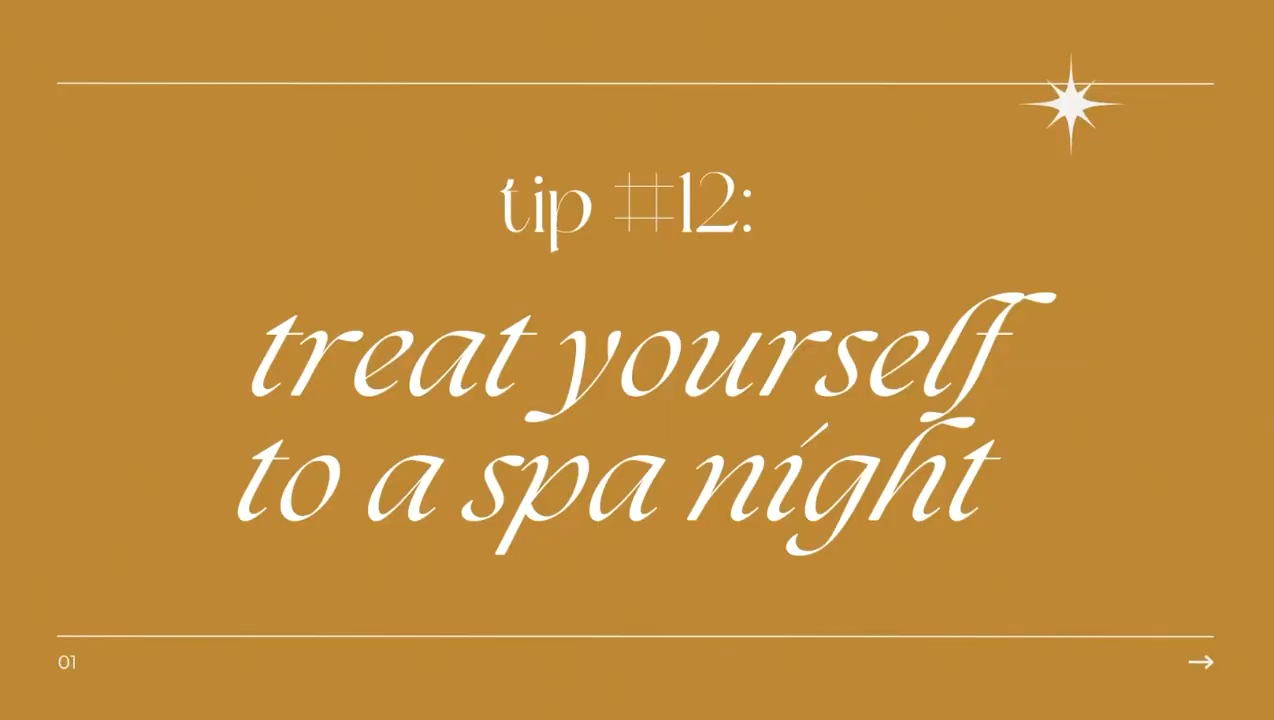 tip #12:
treat yourself
to a spa night
01
→